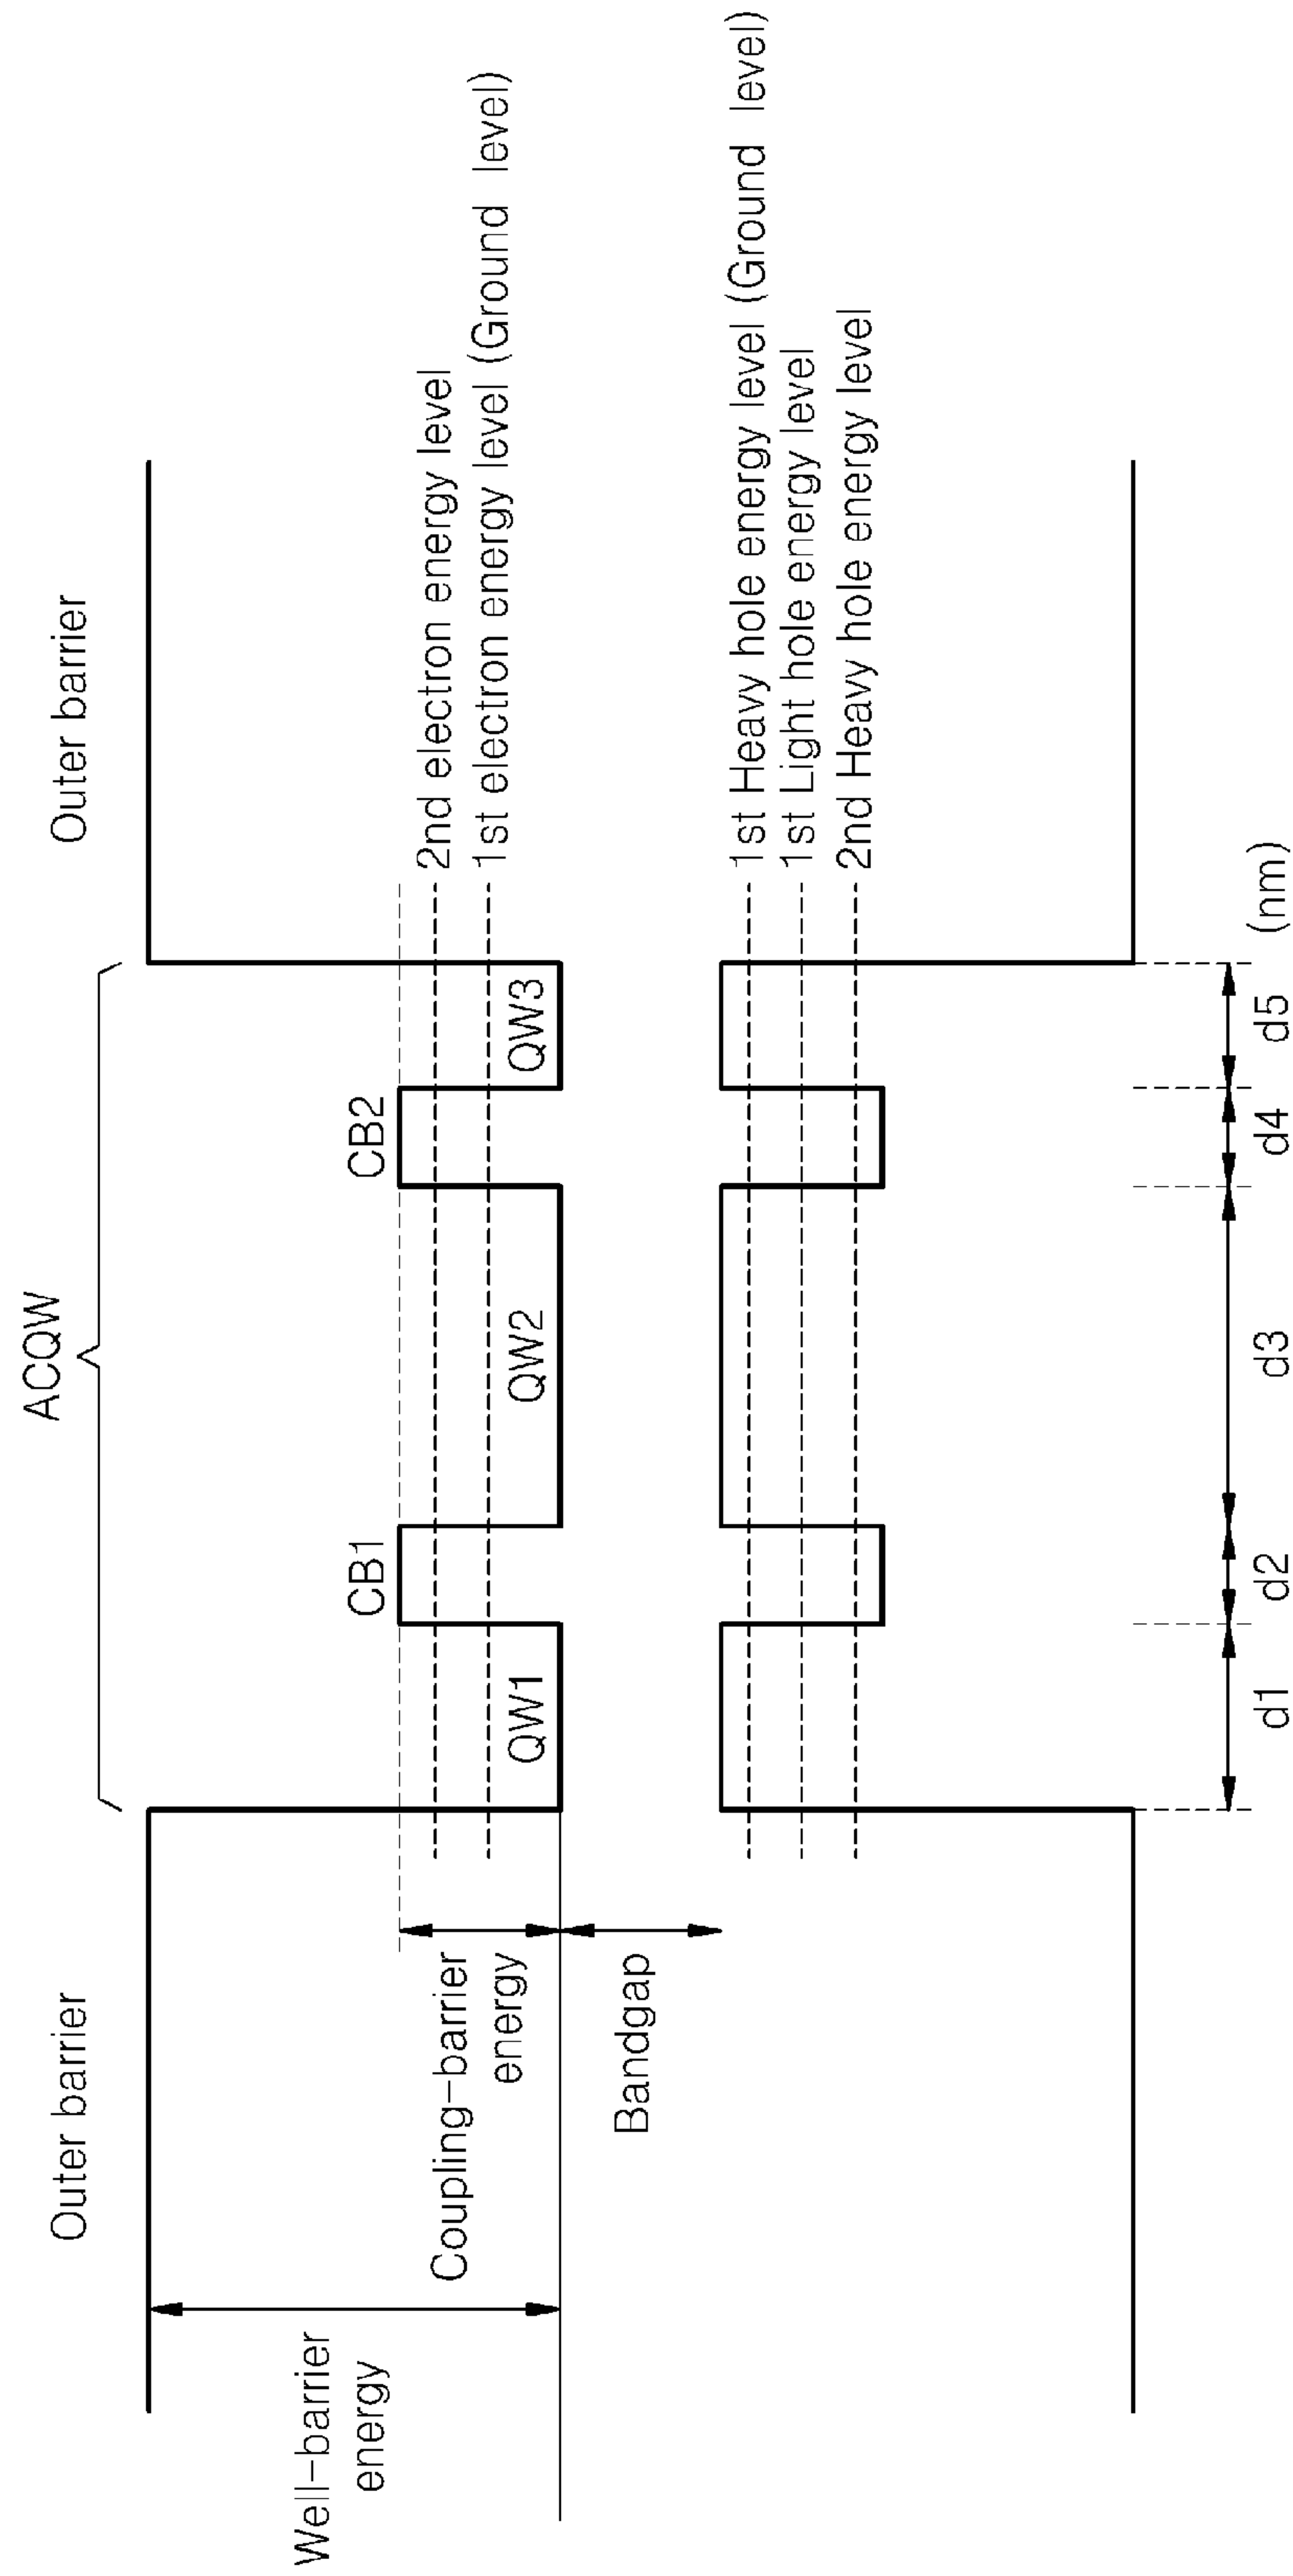 ACQW
Outer barrier
Outer barrier
Well-barrier
energy
Coupling-barrier
energy
Bandgap
CB1
CB2
QW1
QW2
QW3
2nd electron energy level
1st electron energy level (Ground level)
1st Heavy hole energy level (Ground level)
1st Light hole energy level
2nd Heavy hole energy level
d1
d2
d3
d4
d5
(nm)